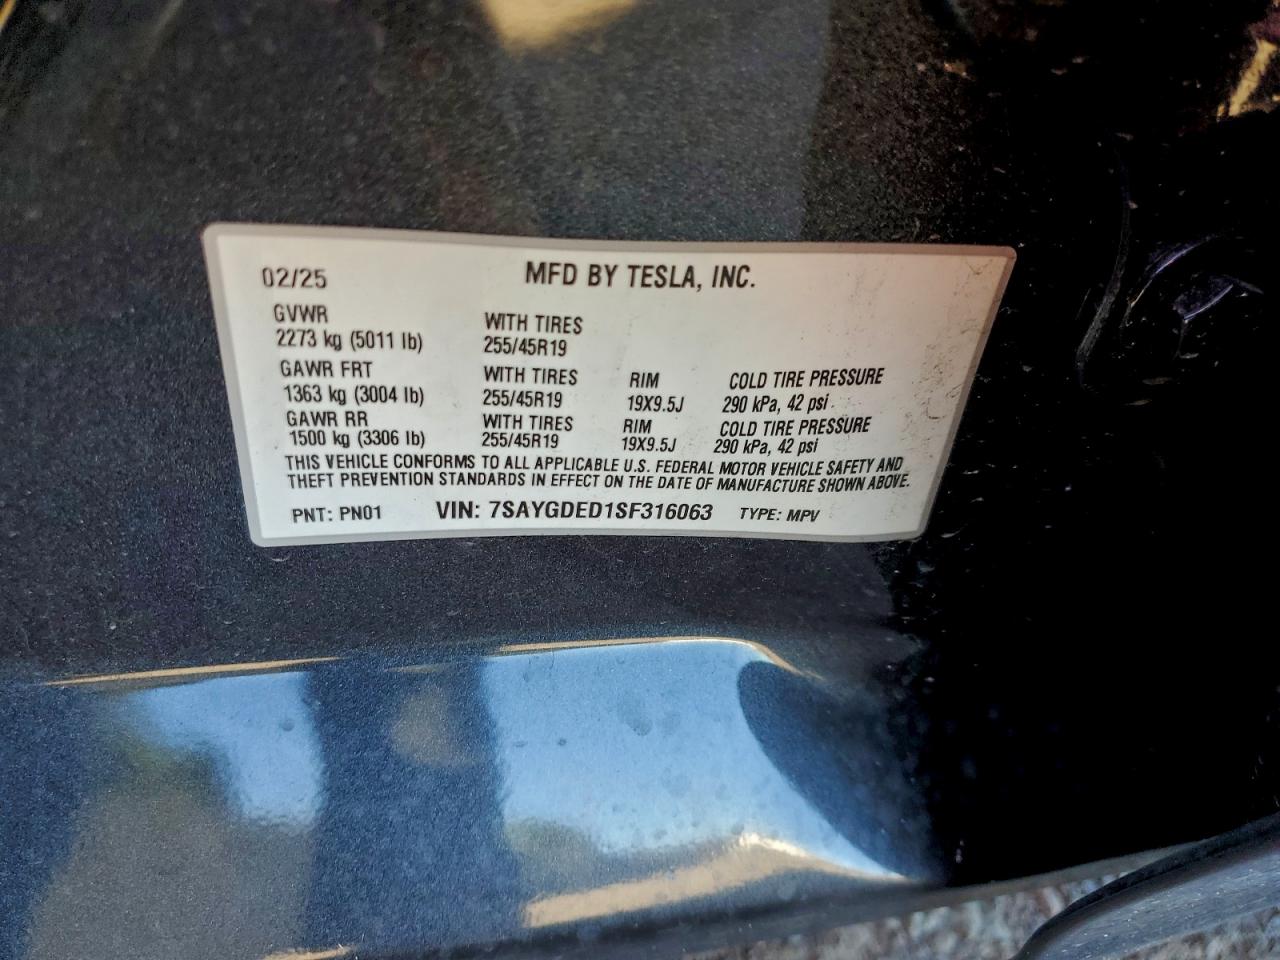 02/25 MFD BY TESLA, INC.
GVWR
2273 kg (5011 lb) WITH TIRES 255/45R19
GAWR FRT WITH TIRES RIM COLD TIRE PRESSURE
1363 kg (3004 lb) 255/45R19 19X9.5J 290 kPa, 42 psi
GAWR RR WITH TIRES RIM COLD TIRE PRESSURE
1500 kg (3306 lb) 255/45R19 19X9.5J 290 kPa, 42 psi
THIS VEHICLE CONFORMS TO ALL APPLICABLE U.S. FEDERAL MOTOR VEHICLE SAFETY AND
THEFT PREVENTION STANDARDS IN EFFECT ON THE DATE OF MANUFACTURE SHOWN ABOVE.
PNT: PN01 VIN: 7SAYGDED1SF316063 TYPE: MPV